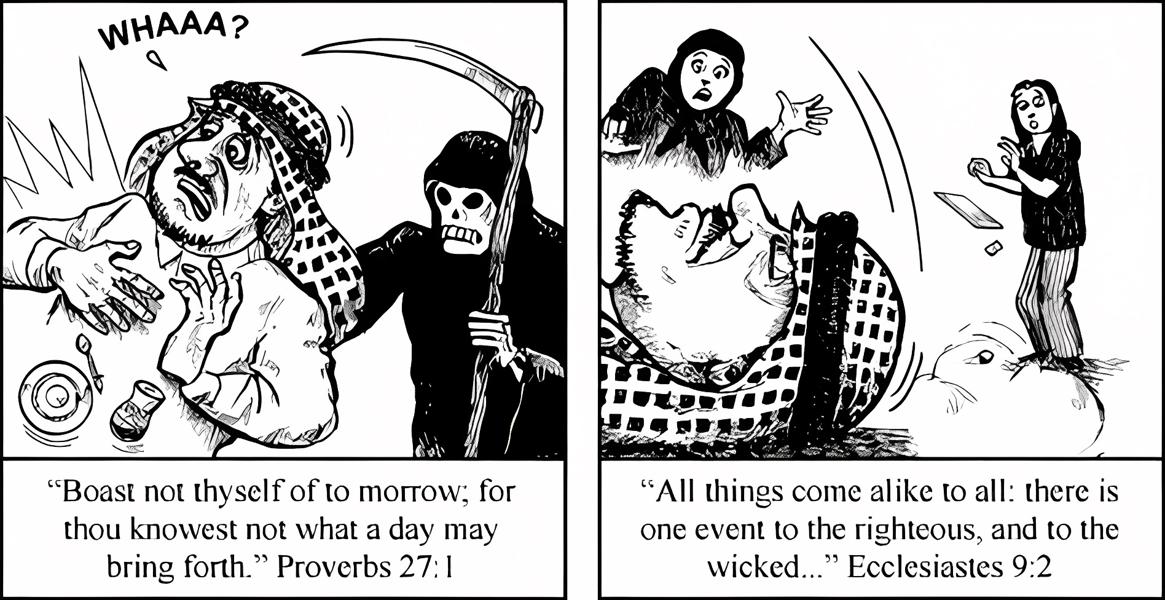 WHAAA?
“Boast not thyself of to morrow; for
thou knowest not what a day may
bring forth.” Proverbs 27:1
“All things come alike to all: there is
one event to the righteous, and to the
wicked...” Ecclesiastes 9:2